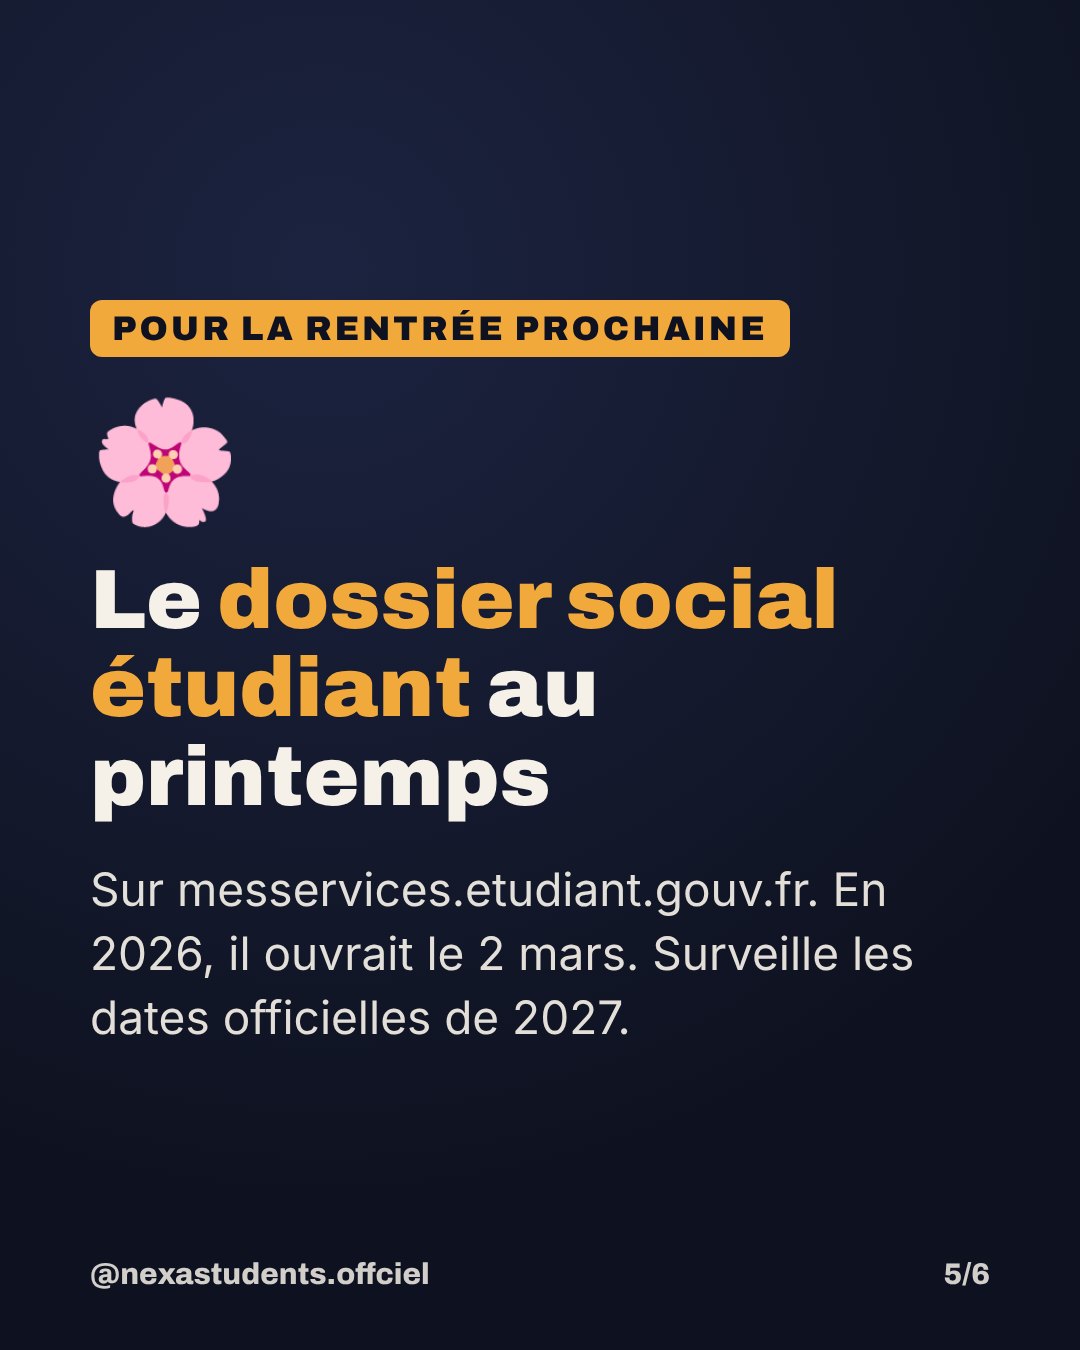 POUR LA RENTRÉE PROCHAINE
Le dossier social
étudiant au
printemps
Sur messervices.etudiant.gouv.fr. En
2026, il ouvrait le 2 mars. Surveille les
dates officielles de 2027.
@nexastudents.offciel
5/6